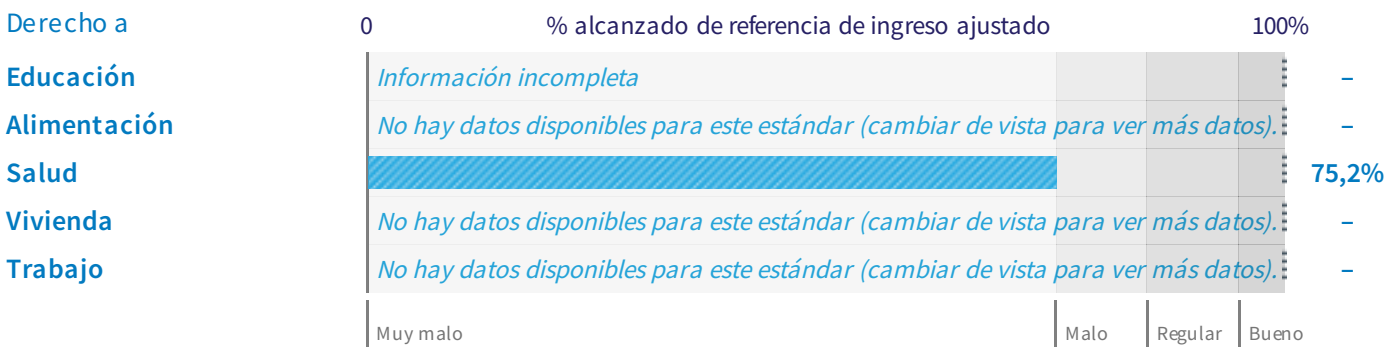 Derecho a 0 % alcanzado de referencia de ingreso ajustado 100%
Educación Información incompleta –
Alimentación No hay datos disponibles para este estándar (cambiar de vista para ver más datos). –
Salud 75,2%
Vivienda No hay datos disponibles para este estándar (cambiar de vista para ver más datos). –
Trabajo No hay datos disponibles para este estándar (cambiar de vista para ver más datos). –
Muy malo Malo Regular Bueno